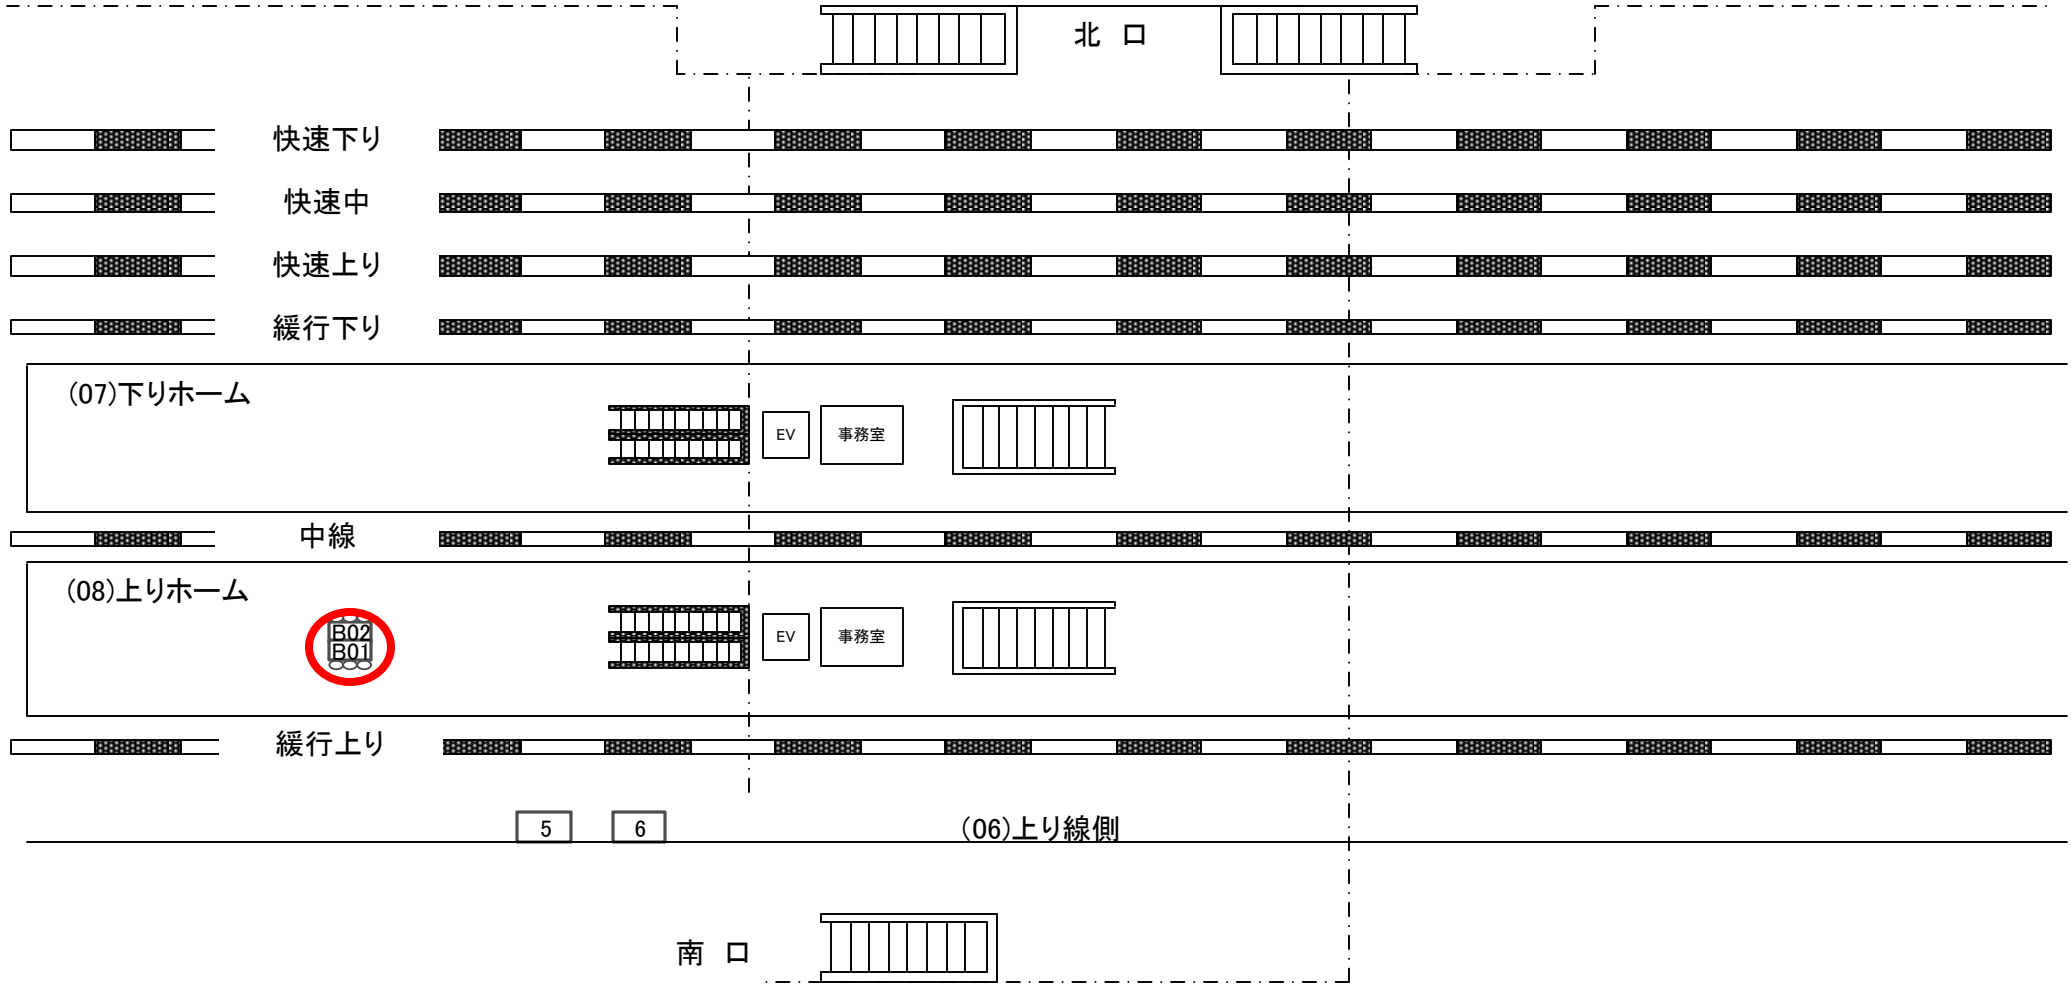 北 口
快速下り
快速中
快速上り
緩行下り
(07)下りホーム
EV
事務室
中線
(08)上りホーム
B02
B01
EV
事務室
緩行上り
5
6
(06)上り線側
南 口